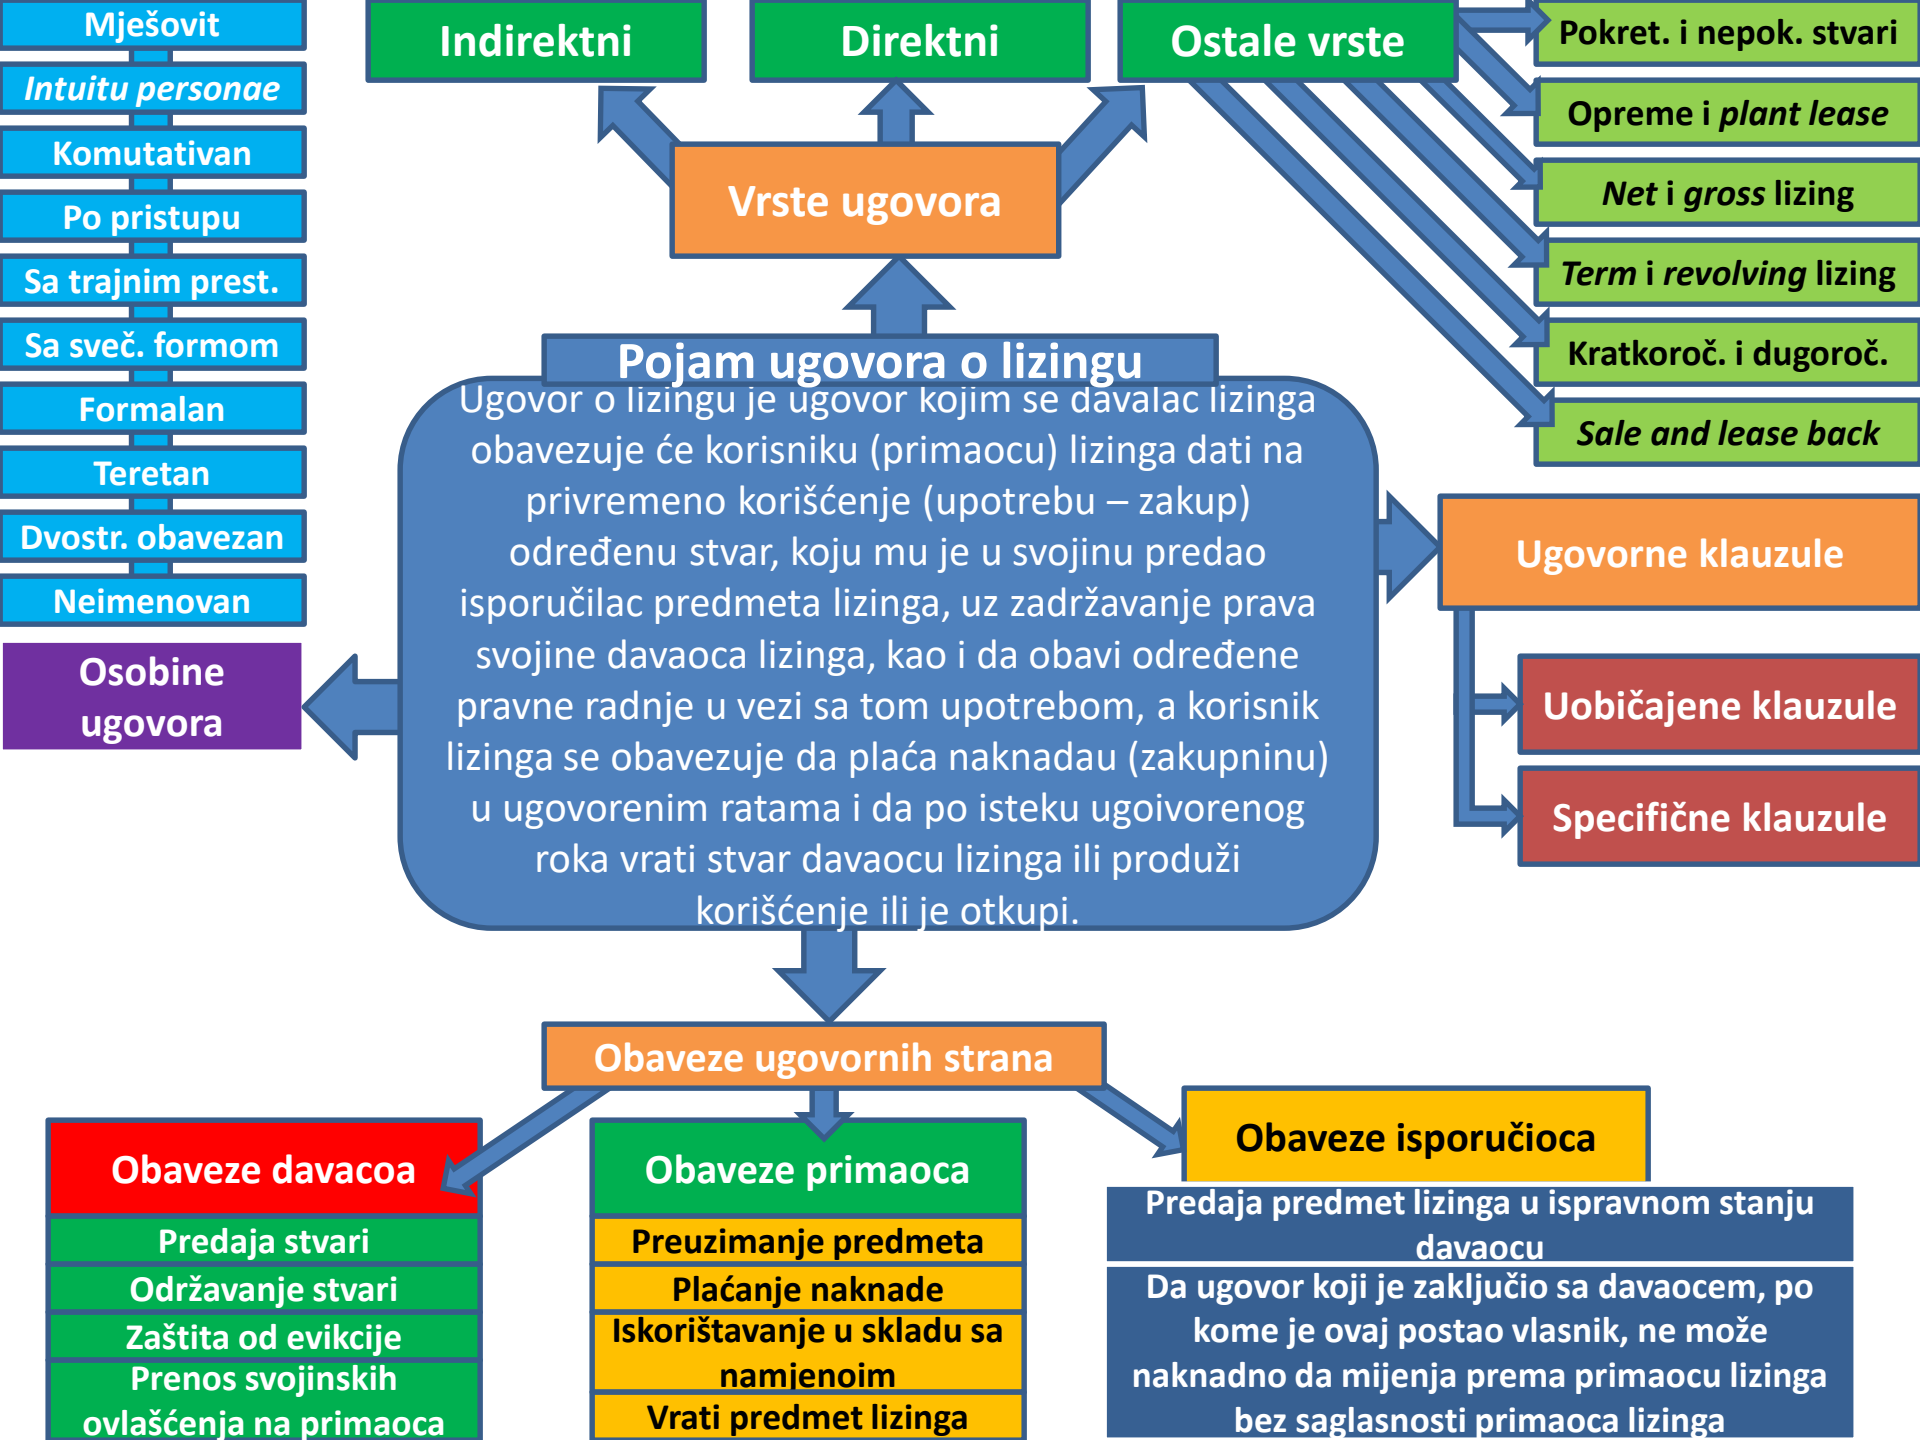 Mješovit
Intuitu personae
Komutativan
Po pristupu
Sa trajnim prest.
Sa sveč. formom
Formalan
Teretan
Dvostr. obavezan
Neimenovan
Osobine
ugovora
Indirektni
Direktni
Ostale vrste
Vrste ugovora
Pokret. i nepok. stvari
Opreme i plant lease
Net i gross lizing
Term i revolving lizing
Kratkoroč. i dugoroč.
Sale and lease back
Pojam ugovora o lizingu
Ugovor o lizingu je ugovor kojim se davalac lizinga
obavezuje će korisniku (primaocu) lizinga dati na
privremeno korišćenje (upotrebu – zakup)
određenu stvar, koju mu je u svojinu predao
isporučilac predmeta lizinga, uz zadržavanje prava
svojine davaoca lizinga, kao i da obavi određene
pravne radnje u vezi sa tom upotrebom, a korisnik
lizinga se obavezuje da plaća naknadau (zakupninu)
u ugovorenim ratama i da po isteku ugoivorenog
roka vrati stvar davaocu lizinga ili produži
korišćenje ili je otkupi.
Ugovorne klauzule
Uobičajene klauzule
Specifične klauzule
Obaveze ugovornih strana
Obaveze davacoa
Predaja stvari
Održavanje stvari
Zaštita od evikcije
Prenos svojinskih
ovlašćenja na primaoca
Obaveze primaoca
Preuzimanje predmeta
Plaćanje naknade
Iskorištavanje u skladu sa
namjenoim
Vrati predmet lizinga
Obaveze isporučioca
Predaja predmet lizinga u ispravnom stanju
davaocu
Da ugovor koji je zaključio sa davaocem, po
kome je ovaj postao vlasnik, ne može
naknadno da mijenja prema primaocu lizinga
bez saglasnosti primaoca lizinga